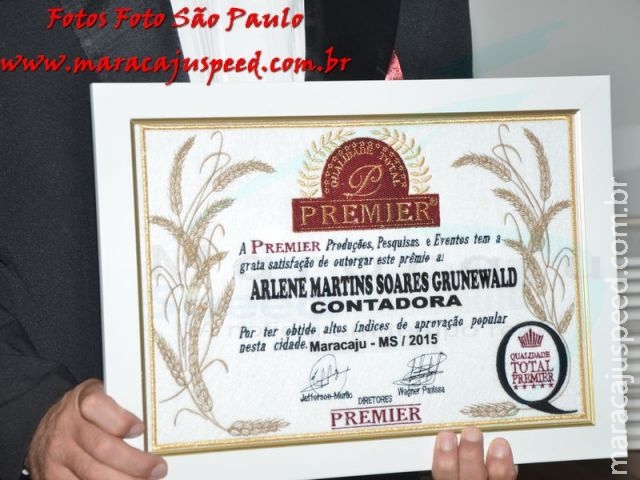 Fotos Foto São Paulo
www.maracajuspeed.com.br
QUALIDADE TOTAL
P
PREMIER
A PREMIER Produções, Pesquisas e Eventos tem a
grata satisfação de outorgar este prêmio a:
ARLENE MARTINS SOARES GRUNEWALD
CONTADORA
Por ter obtido altos índices de aprovação popular
nesta cidade. Maracaju - MS / 2015
Jefferson Murilo
Wagner Panissa
DIRETORES
PREMIER
QUALIDADE
TOTAL
PREMIER
maracajuspeed.com.br